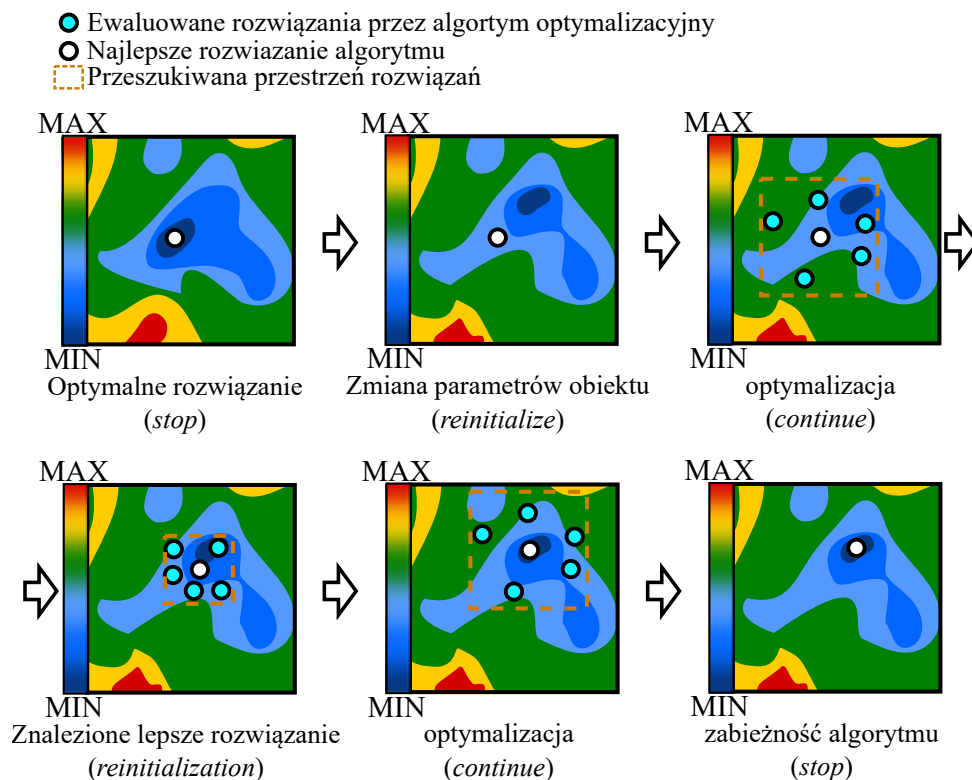 Ewaluowane rozwiązania przez algortym optymalizacyjny
Najlepsze rozwiazanie algorytmu
Przeszukiwana przestrzeń rozwiązań
MAX
MAX
MAX
MIN
MIN
MIN
Optymalne rozwiązanie
(stop)
Zmiana parametrów obiektu
(reinitialize)
optymalizacja
(continue)
MAX
MAX
MAX
MIN
MIN
MIN
Znalezione lepsze rozwiązanie
(reinitialization)
optymalizacja
(continue)
zabieżność algorytmu
(stop)